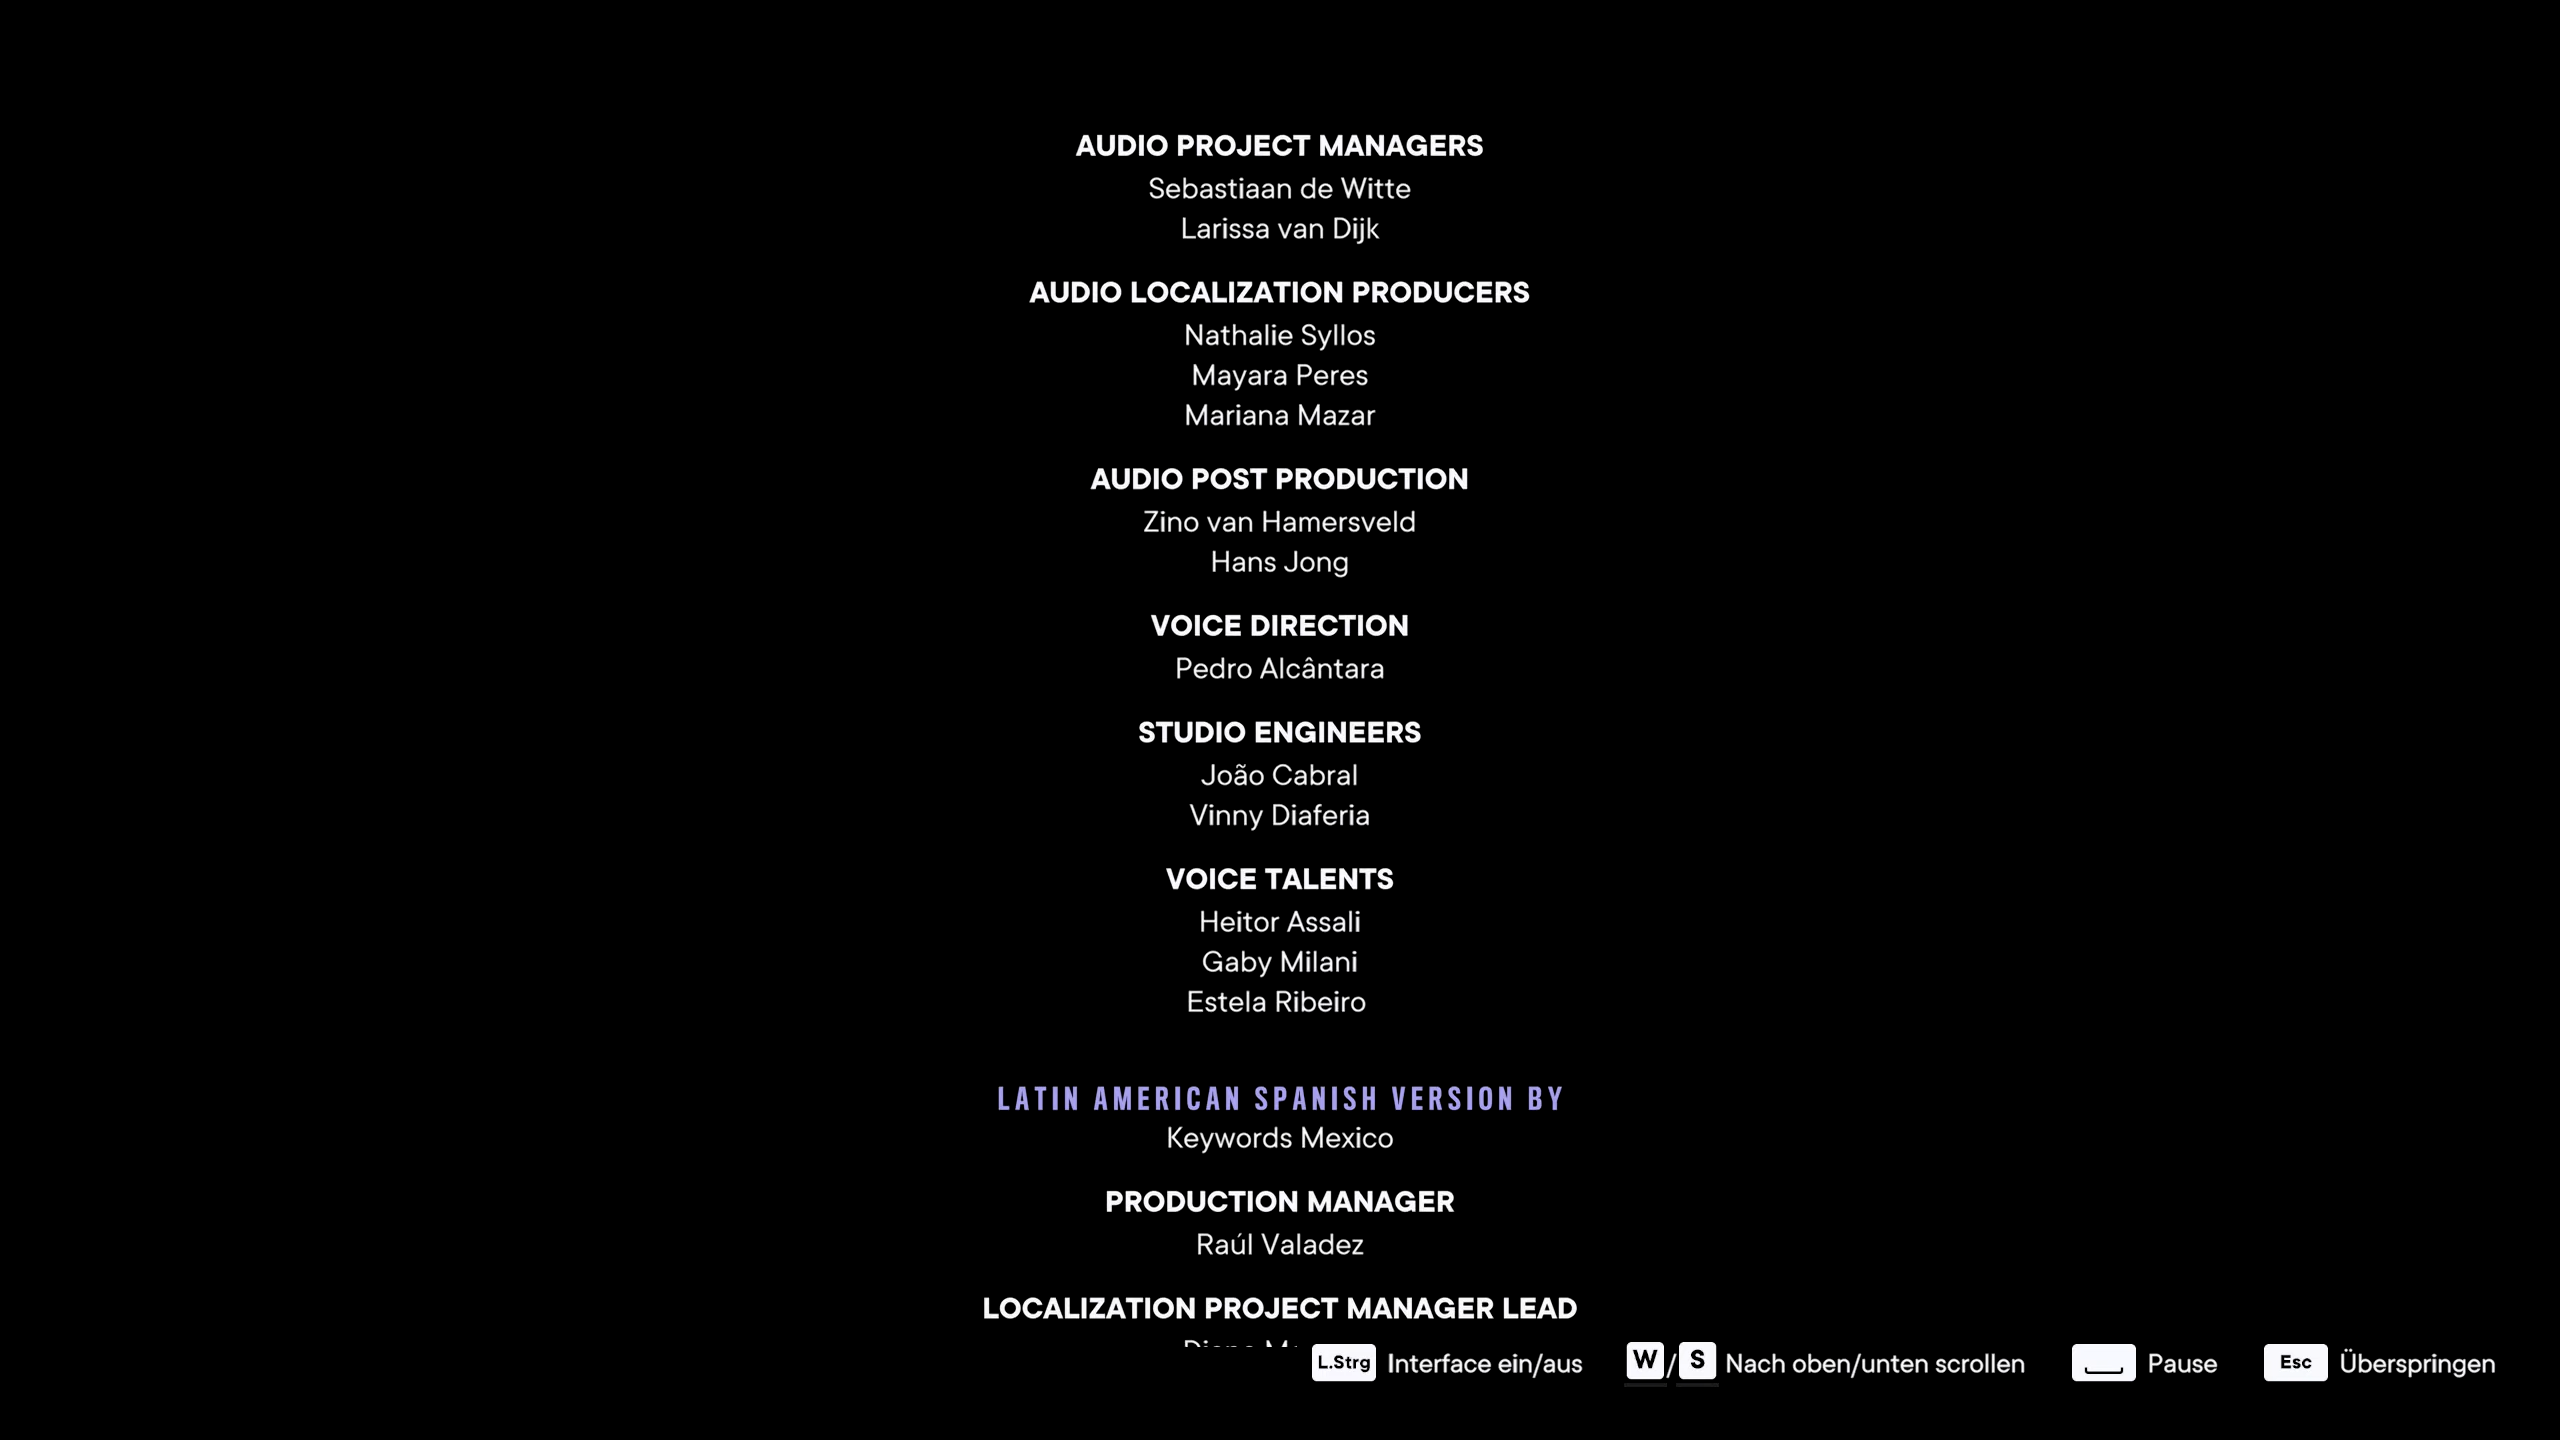 AUDIO PROJECT MANAGERS
Sebastiaan de Witte
Larissa van Dijk
AUDIO LOCALIZATION PRODUCERS
Nathalie Syllos
Mayara Peres
Mariana Mazar
AUDIO POST PRODUCTION
Zino van Hamersveld
Hans Jong
VOICE DIRECTION
Pedro Alcântara
STUDIO ENGINEERS
João Cabral
Vinny Diaferia
VOICE TALENTS
Heitor Assali
Gaby Milani
Estela Ribeiro
LATIN AMERICAN SPANISH VERSION BY
Keywords Mexico
PRODUCTION MANAGER
Raúl Valadez
LOCALIZATION PROJECT MANAGER LEAD
L.Strg Interface ein/aus W/S Nach oben/unten scrollen Pause Esc Überspringen